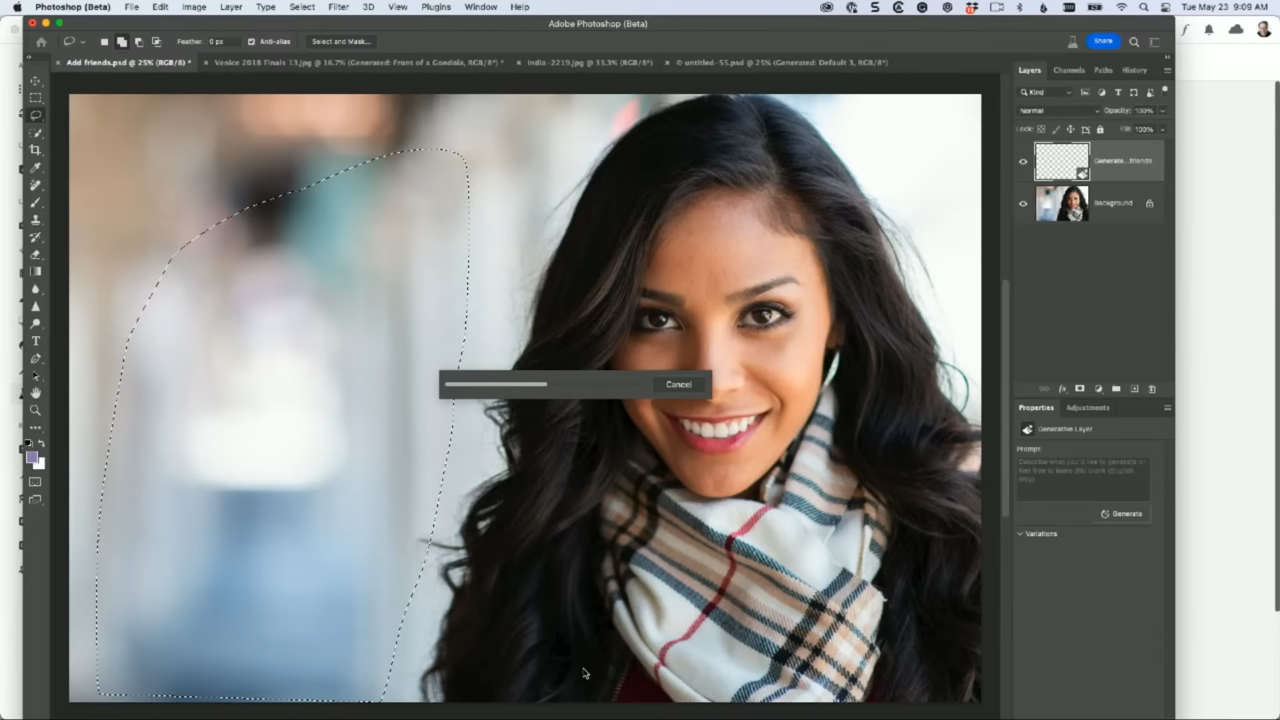 Photoshop (Beta) File Edit Image Layer Type Select Filter 3D View Plugins Window Help Tue May 23 9:09 AM
Adobe Photoshop (Beta)
Feather: 0 px Anti-alias Select and Mask... Share
Add friends.psd @ 25% (RGB/8) * Venice 2018 Finals 13.jpg @ 16.7% (Generated: Front of a Gondola, RGB/8) * India-2219.jpg @ 33.3% (RGB/8) © untitled-55.psd @ 25% (Generated: Default 3, RGB/8*)
Layers Channels Paths History
Kind
Normal Opacity: 100%
Lock: Fill: 100%
Generate...friends
Background
Cancel
Properties Adjustments
Generative Layer
Prompt:
Describe what you'd like to generate or
feel free to leave this blank (English
only)
Generate
Variations